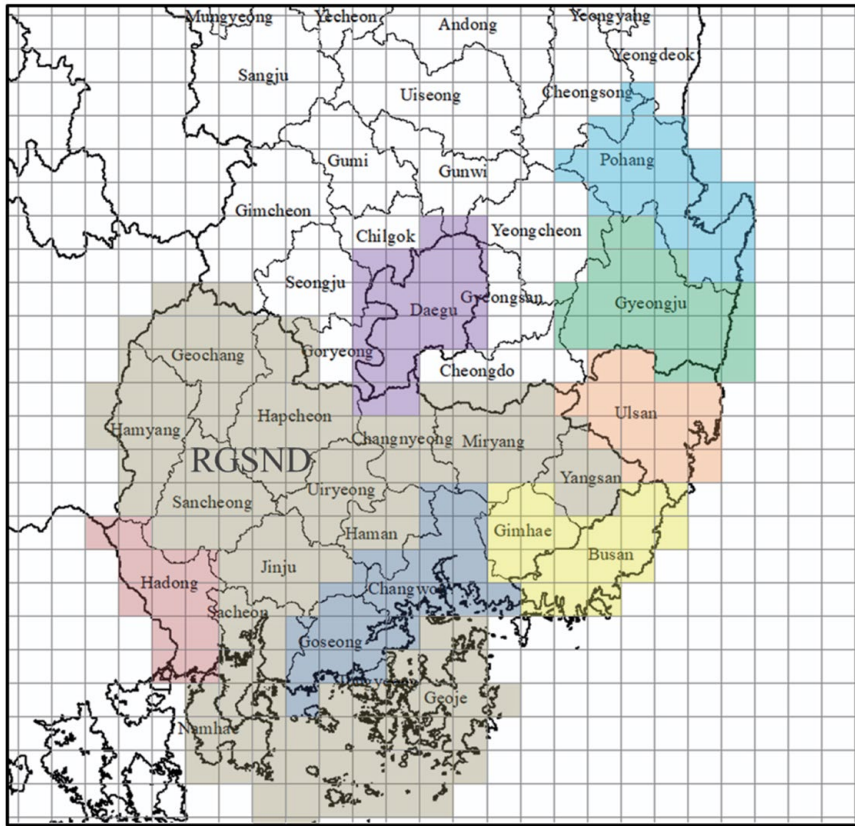 Mungyeong
Yecheon
Andong
Yeongyang
Yeongdeok
Sangju
Uiseong
Cheongsong
Gumi
Gunwi
Pohang
Gimcheon
Chilgok
Yeongcheon
Seongju
Daegu
Gyeongsan
Gyeongju
Geochang
Goryeong
Cheongdo
Hapcheon
Ulsan
Hamyang
Changnyeong
Miryang
RGSND
Yangsan
Uiryeong
Sancheong
Haman
Gimhae
Busan
Jinju
Hadong
Changwo
Sacheon
Goseong
Geoje
Namhae